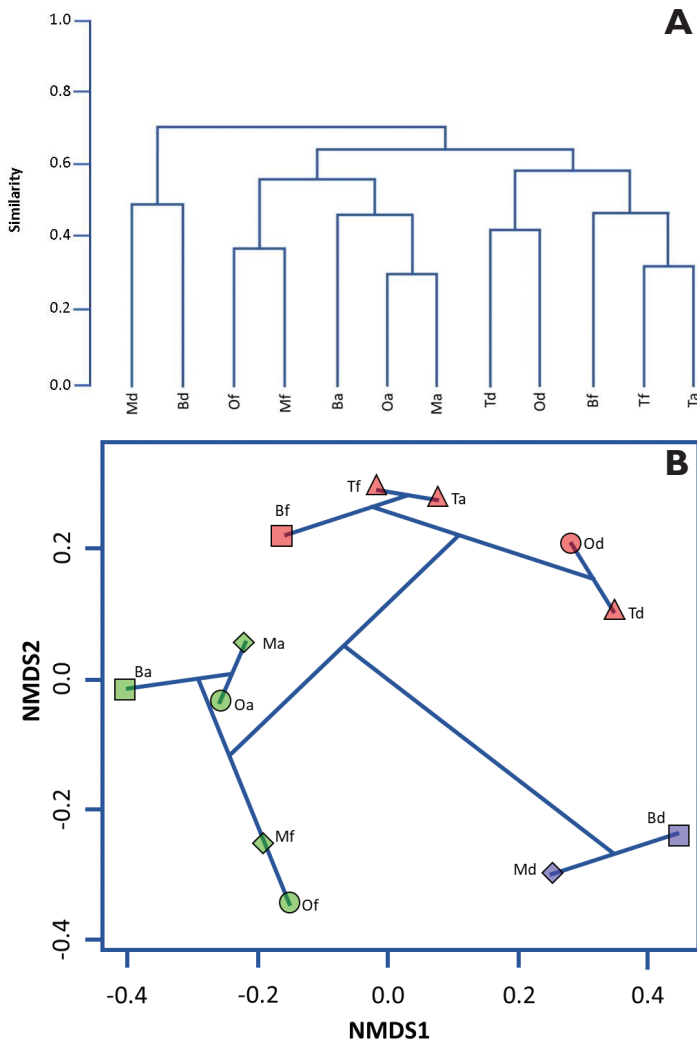 A
1.0
0.8
0.6
0.4
0.2
0.0
Similarity
Md Bd Of Mf Ba Oa Ma Td Od Bf Tf Ta
B
Tf
Ta
Bf
Od
Td
Ma
Ba
Oa
Mf
Of
Bd
Md
0.2
0.0
-0.2
-0.4
NMDS2
-0.4 -0.2 0.0 0.2 0.4
NMDS1